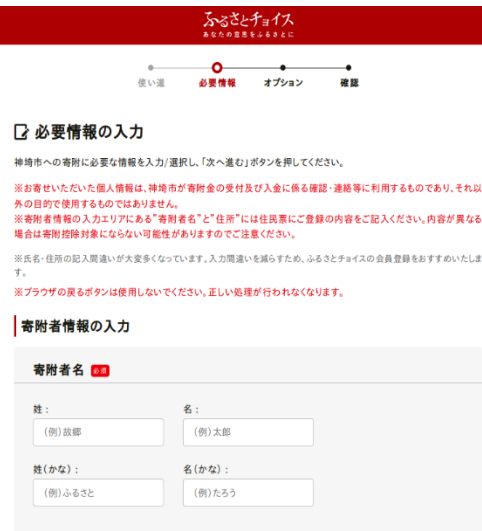 ふるさとチョイス
あなたの意思をふるさとに
使い道 必要情報 オプション 確認
必要情報の入力
神埼市への寄附に必要な情報を入力/選択し、「次へ進む」ボタンを押してください。
※お寄せいただいた個人情報は、神埼市が寄附金の受付及び入金に係る確認・連絡等に利用するものであり、それ以
外の目的で使用するものではありません。
※寄附者情報の入力エリアにある"寄附者名"と"住所"には住民票にご登録の内容をご記入ください。内容が異なる
場合は寄附控除対象にならない可能性がありますのでご注意ください。
※氏名・住所の記入間違いが大変多くなっています。入力間違いを減らすため、ふるさとチョイスの会員登録をおすすめいたしま
す。
※ブラウザの戻るボタンは使用しないでください。正しい処理が行われなくなります。
寄附者情報の入力
寄附者名 必須
姓： 名：
(例)故郷 (例)太郎
姓(かな)： 名(かな)：
(例)ふるさと (例)たろう